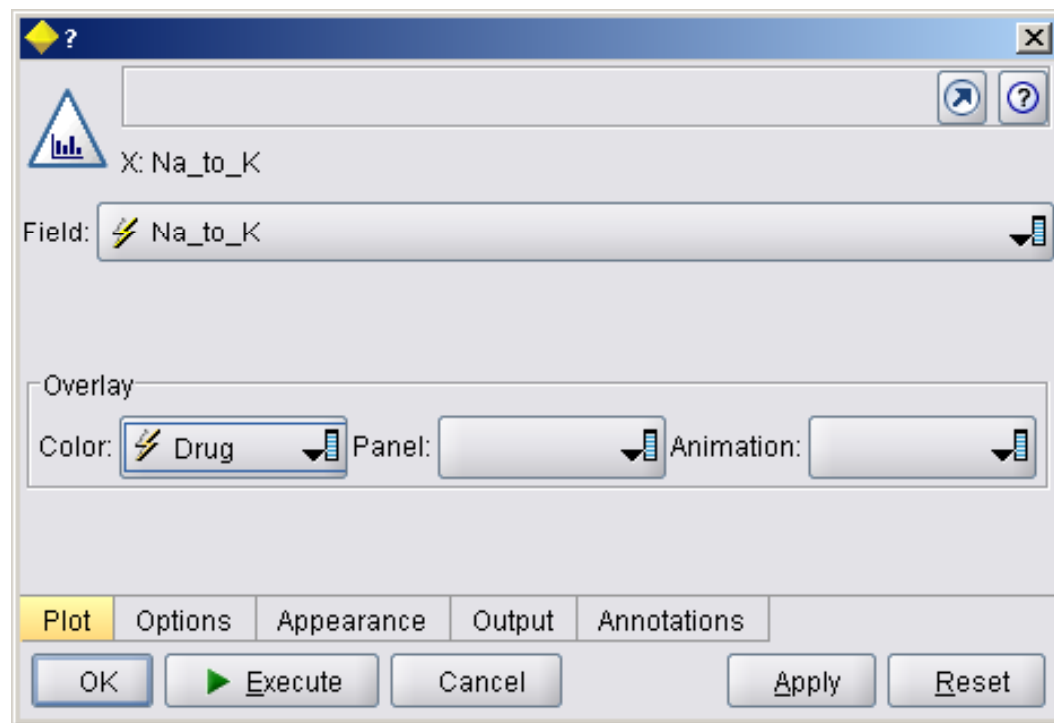 ?
X: Na_to_K
Field: Na_to_K
Overlay
Color: Drug Panel: Animation:
Plot Options Appearance Output Annotations
OK Execute Cancel Apply Reset